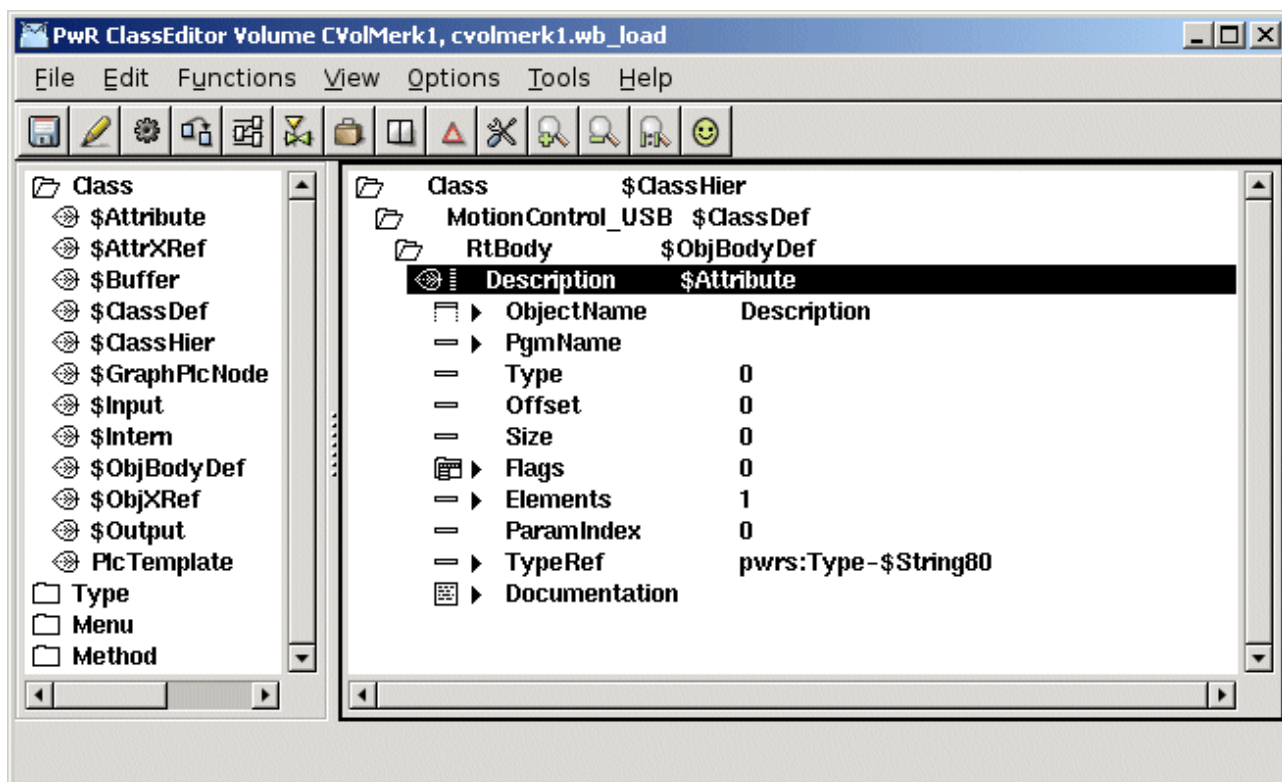 PwR ClassEditor Volume CVolMerk1, cvolmerk1.wb_load
File Edit Functions View Options Tools Help
Class
$Attribute
$AttrXRef
$Buffer
$ClassDef
$ClassHier
$GraphPlcNode
$Input
$Intern
$ObjBodyDef
$ObjXRef
$Output
PlcTemplate
Type
Menu
Method
Class $ClassHier
MotionControl_USB $ClassDef
RtBody $ObjBodyDef
Description $Attribute
ObjectName Description
PgmName
Type 0
Offset 0
Size 0
Flags 0
Elements 1
ParamIndex 0
TypeRef pwrs:Type-$String80
Documentation